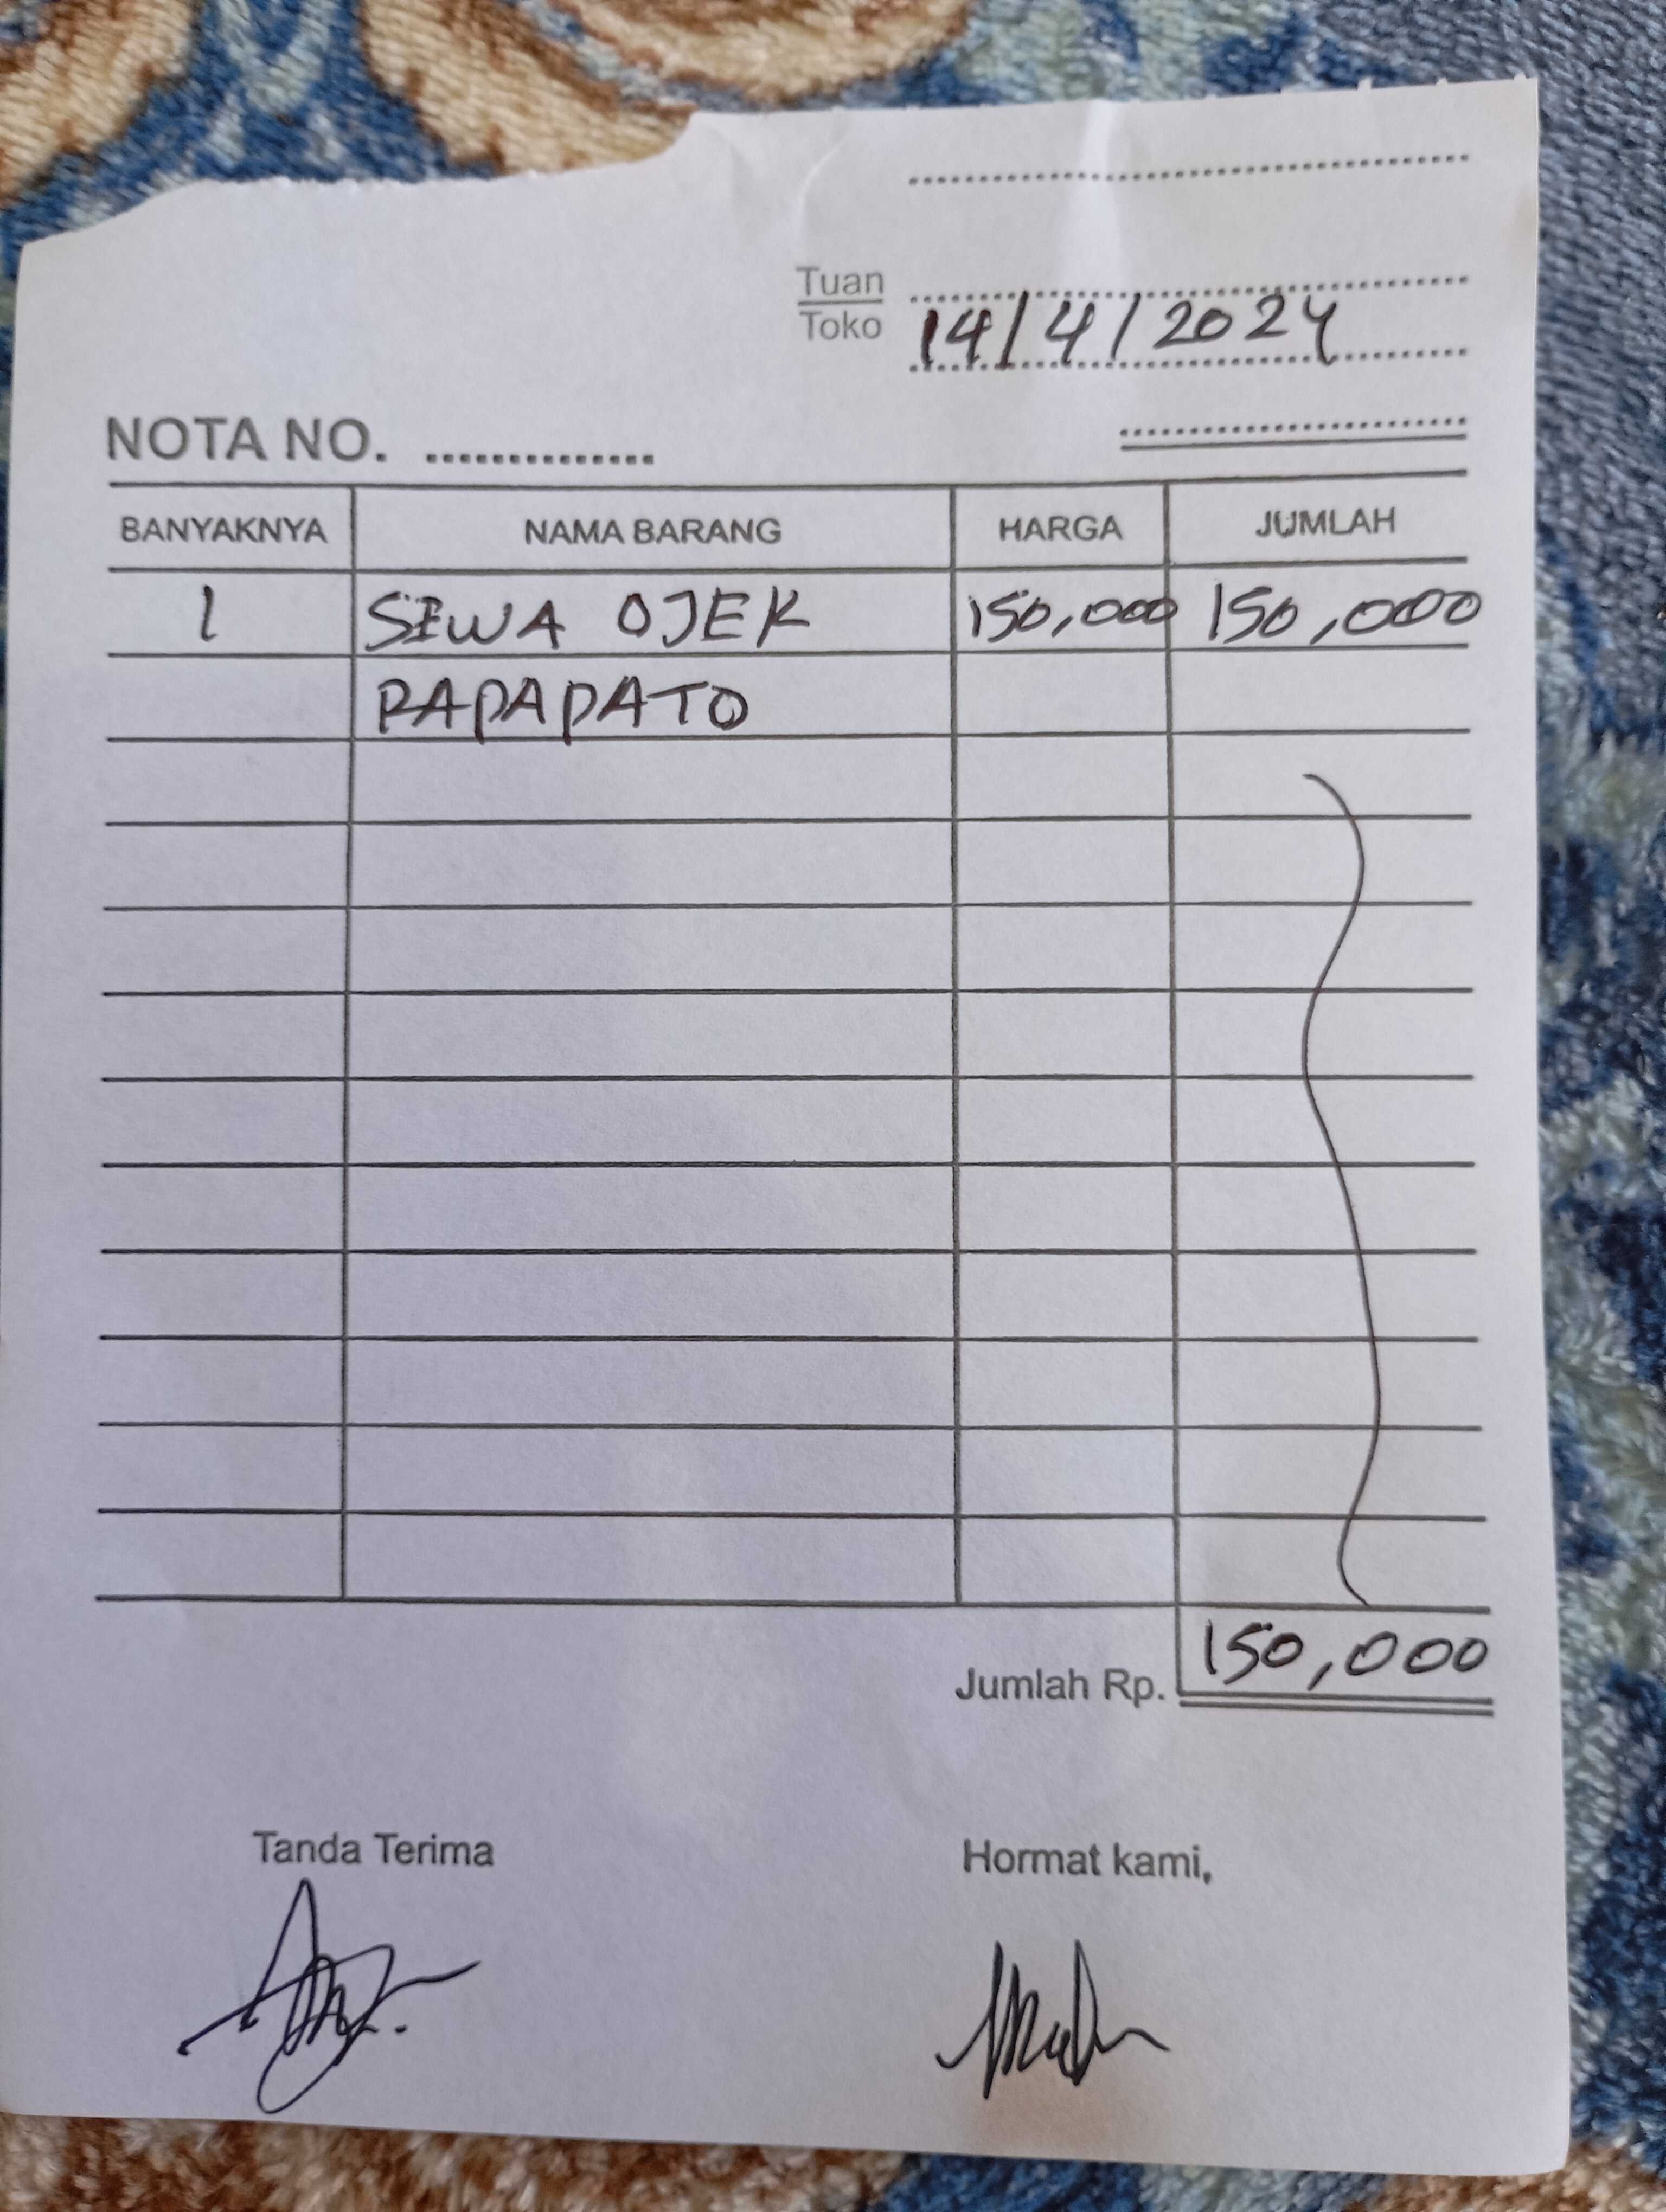 Tuan
Toko 14/4/2024
NOTA NO. ..............
BANYAKNYA NAMA BARANG HARGA JUMLAH
1 SEWA OJEK 150,000 150,000
PAPAPATO
Jumlah Rp. 150,000
Tanda Terima Hormat kami,